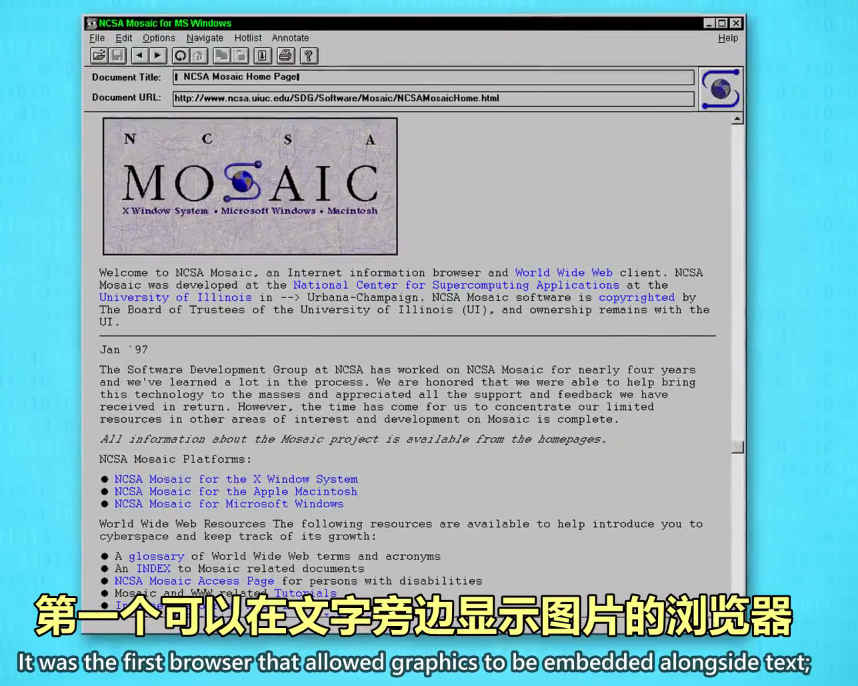 NCSA Mosaic for MS Windows
File Edit Options Navigate Hotlist Annotate Help
Document Title: NCSA Mosaic Home Page
Document URL: http://www.ncsa.uiuc.edu/SDG/Software/Mosaic/NCSAMosaicHome.html
N C S A
MOSAIC
X Window System • Microsoft Windows • Macintosh
Welcome to NCSA Mosaic, an Internet information browser and World Wide Web client. NCSA
Mosaic was developed at the National Center for Supercomputing Applications at the
University of Illinois in --> Urbana-Champaign. NCSA Mosaic software is copyrighted by
The Board of Trustees of the University of Illinois (UI), and ownership remains with the
UI.
Jan `97
The Software Development Group at NCSA has worked on NCSA Mosaic for nearly four years
and we've learned a lot in the process. We are honored that we were able to help bring
this technology to the masses and appreciated all the support and feedback we have
received in return. However, the time has come for us to concentrate our limited
resources in other areas of interest and development on Mosaic is complete.
All information about the Mosaic project is available from the homepages.
NCSA Mosaic Platforms:
● NCSA Mosaic for the X Window System
● NCSA Mosaic for the Apple Macintosh
● NCSA Mosaic for Microsoft Windows
World Wide Web Resources The following resources are available to help introduce you to
cyberspace and keep track of its growth:
● A glossary of World Wide Web terms and acronyms
● An INDEX to Mosaic related documents
● NCSA Mosaic Access Page for persons with disabilities
● Mosaic and WWW related Tutorials
第一个可以在文字旁边显示图片的浏览器
It was the first browser that allowed graphics to be embedded alongside text;